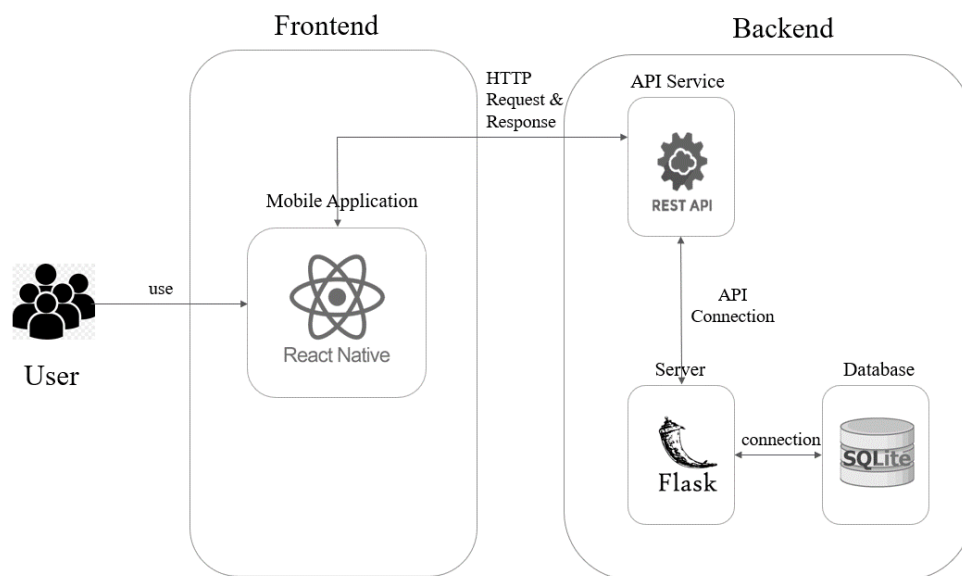 Frontend
Backend
HTTP
Request &
Response
API Service
REST API
Mobile Application
React Native
use
User
API
Connection
Server
Database
Flask
connection
SQLite